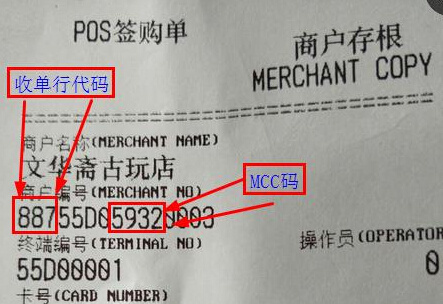 POS签购单
商户存根
MERCHANT COPY
收单行代码
商户名称(MERCHANT NAME)
文华斋古玩店
商户编号(MERCHANT NO)
MCC码
88755D059320003
终端编号(TERMINAL NO)
操作员(OPERATOR
55D00001
0
卡号(CARD NUMBER)